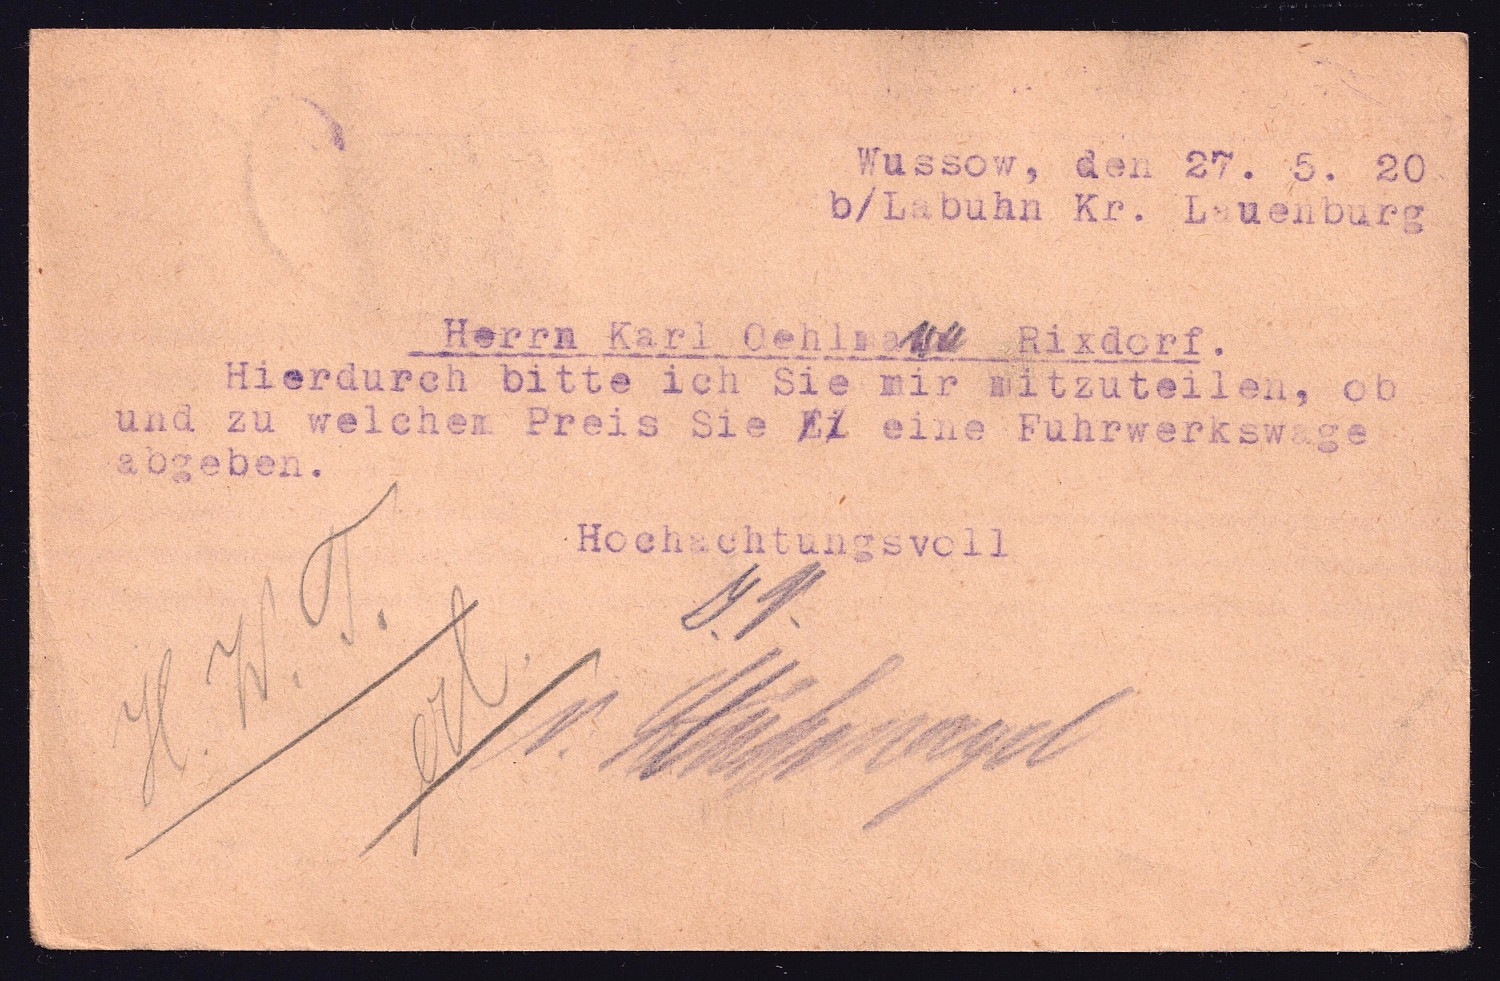 Wussow, den 27. 5. 20
b/Labuhn Kr. Lauenburg
Herrn Karl Oehlmann Rixdorf.
Hierdurch bitte ich Sie mir mitzuteilen, ob
und zu welchem Preis Sie eine Fuhrwerkswage
abgeben.
Hochachtungsvoll
H. W. T.
erl.